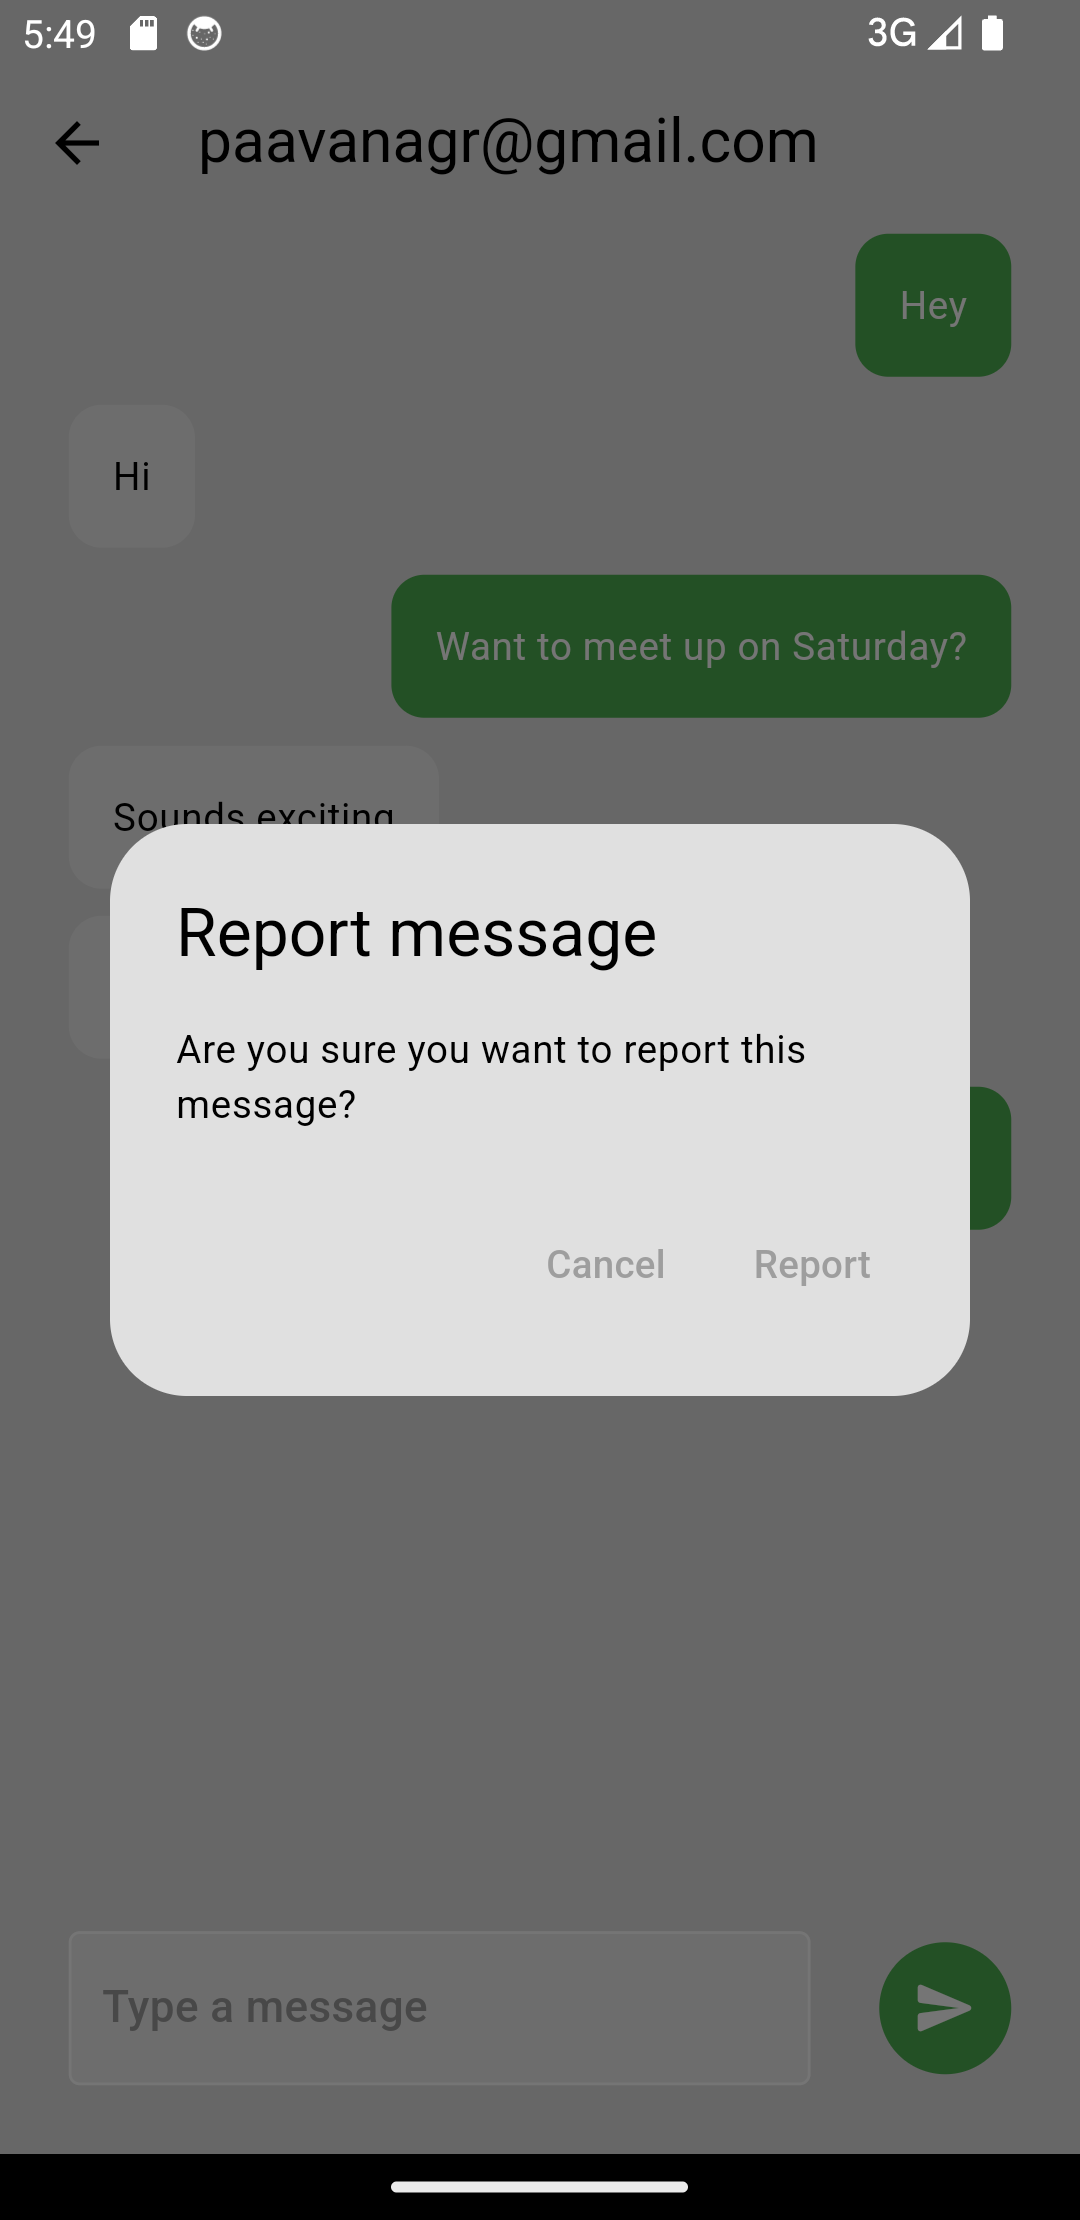 5:49
3G
paavanagr@gmail.com
Hey
Hi
Want to meet up on Saturday?
Sounds exciting
Report message
Are you sure you want to report this
message?
Cancel Report
Type a message